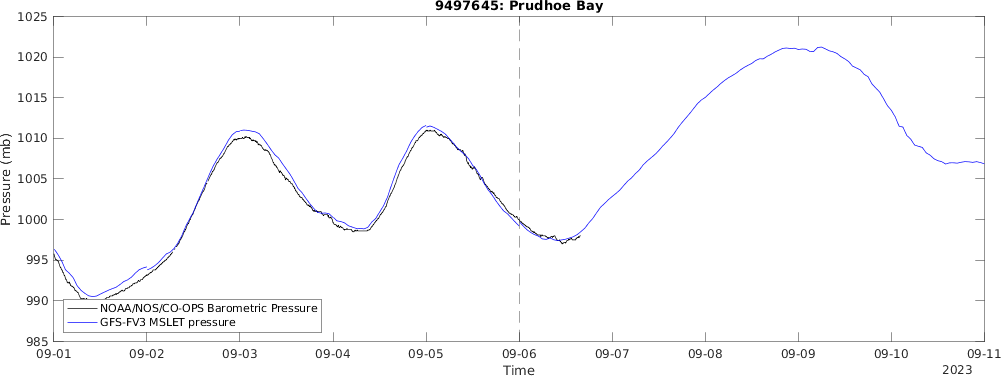 9497645: Prudhoe Bay
1025
1020
1015
1010
1005
1000
995
990
985
Pressure (mb)
NOAA/NOS/CO-OPS Barometric Pressure
GFS-FV3 MSLET pressure
09-01 09-02 09-03 09-04 09-05 09-06 09-07 09-08 09-09 09-10 09-11
Time
2023